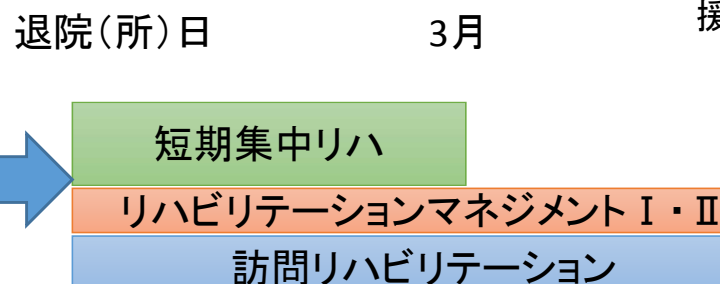 援
退院（所）日 3月
短期集中リハ
リハビリテーションマネジメントⅠ・Ⅱ
訪問リハビリテーション